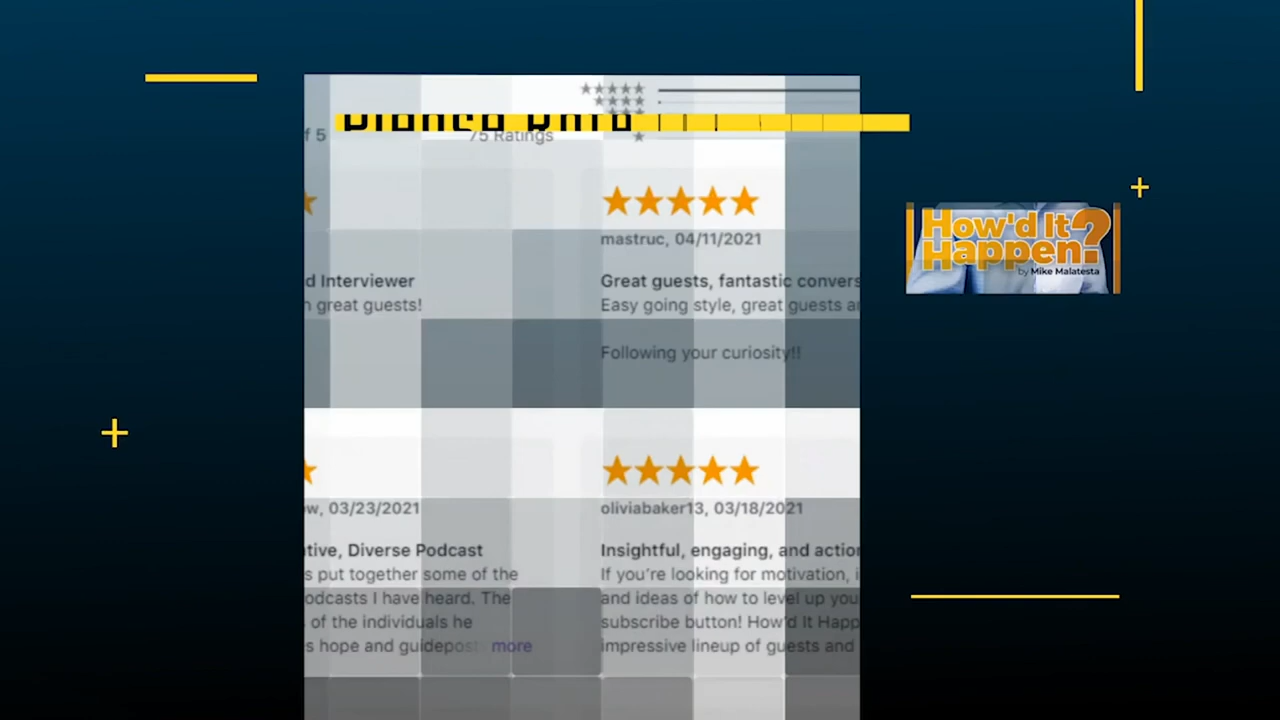 f 5
75 Ratings
mastruc, 04/11/2021
d Interviewer
Great guests, fantastic convers
n great guests!
Easy going style, great guests a
Following your curiosity!!
w, 03/23/2021
oliviabaker13, 03/18/2021
tive, Diverse Podcast
Insightful, engaging, and action
s put together some of the
If you're looking for motivation, i
odcasts I have heard. The
and ideas of how to level up you
of the individuals he
subscribe button! How'd It Happ
s hope and guidepost more
impressive lineup of guests and
How'd It
Happen?
by Mike Malatesta